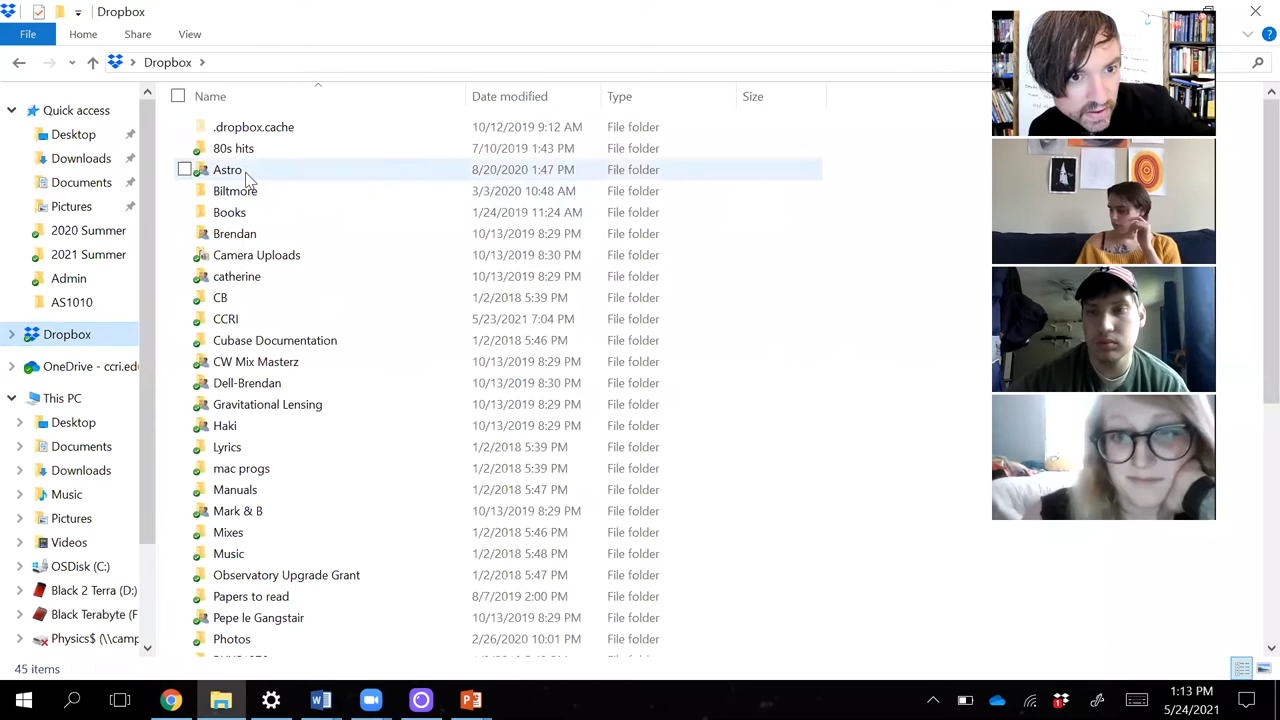 Dropbox
File Home Share View
Dropbox
Quick access
Desktop
Downloads
Documents
Pictures
2020 Summer
2021 Summer
Admin
AS1010
Dropbox
OneDrive - ccri.ed
This PC
Desktop
Documents
Downloads
Music
Pictures
Videos
OSDisk (C:)
Black 2 Terra (D:)
Black Terabyte (F
Physics$ (\\camp
Name Date modified Type Size
.dropbox.cache 10/12/2019 9:12 AM File folder
80s hits 7/10/2019 1:43 PM File folder
Astro 8/20/2020 1:47 PM File folder
Biltmore 3/3/2020 10:48 AM File folder
Books 1/24/2019 11:24 AM File folder
Brendan 10/13/2019 8:29 PM File folder
Camera Uploads 10/13/2019 8:30 PM File folder
catherine 10/13/2019 8:29 PM File folder
CB 1/2/2018 5:39 PM File folder
CCRI 5/23/2021 7:04 PM File folder
Cubase Documentation 1/2/2018 5:46 PM File folder
CW Mix Masterz 10/13/2019 8:29 PM File folder
Dell-Brendan 10/13/2019 8:30 PM File folder
Gravitational Lensing 10/13/2019 8:29 PM File folder
Haki 10/13/2019 8:29 PM File folder
Lyrics 1/2/2018 5:39 PM File folder
mac progs 1/2/2018 5:39 PM File folder
Manuals 1/2/2018 5:47 PM File folder
Mark & B 10/13/2019 8:29 PM File folder
Mixes 1/2/2018 5:46 PM File folder
Music 1/2/2018 5:48 PM File folder
Observatory Upgrade Grant 1/2/2018 5:47 PM File folder
Papers to read 8/7/2019 2:00 PM File folder
Pepe le Gangstair 10/13/2019 8:29 PM File folder
Photos 2/26/2020 10:01 PM File folder
45 items
1:13 PM
5/24/2021